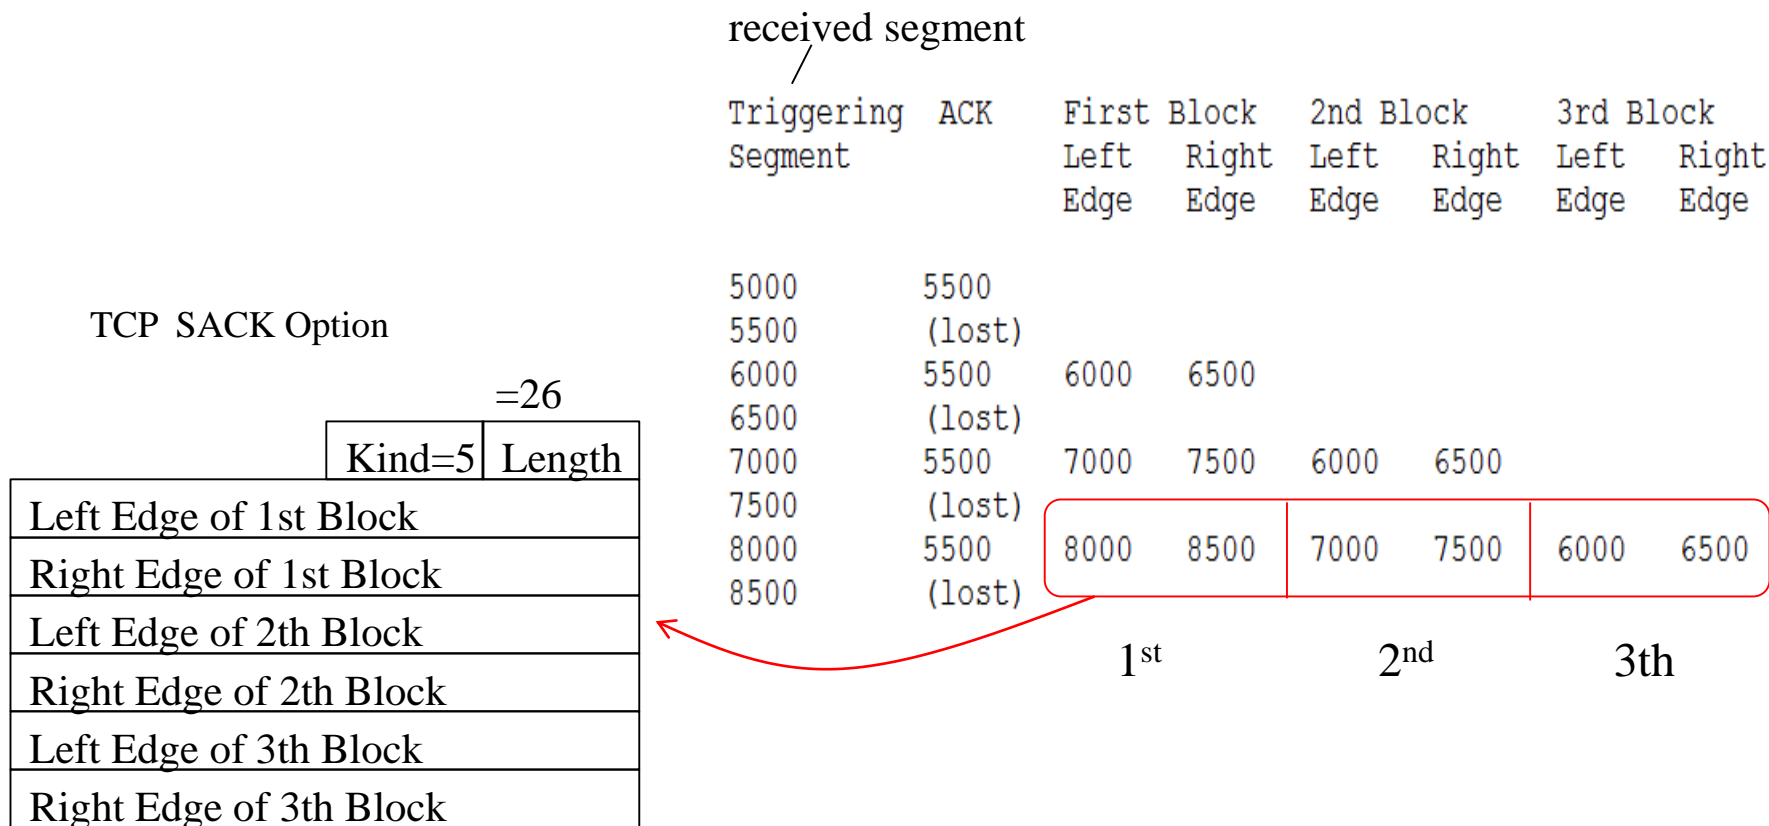 received segment
Triggering ACK First Block 2nd Block 3rd Block
Segment Left Right Left Right Left Right
Edge Edge Edge Edge Edge Edge
5000 5500
5500 (lost)
6000 5500 6000 6500
6500 (lost)
7000 5500 7000 7500 6000 6500
7500 (lost)
8000 5500 8000 8500 7000 7500 6000 6500
8500 (lost)
1st 2nd 3th
TCP SACK Option
=26
Kind=5 Length
Left Edge of 1st Block
Right Edge of 1st Block
Left Edge of 2th Block
Right Edge of 2th Block
Left Edge of 3th Block
Right Edge of 3th Block